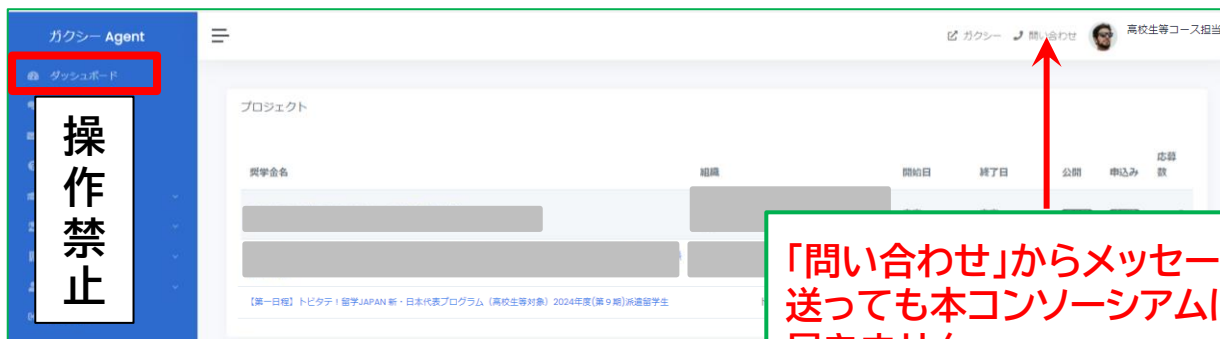 ガクシー Agent
ガクシー
問い合わせ
高校生等コース担当
ダッシュボード
操作禁止
プロジェクト
奨学金名
組織
開始日
終了日
公開
申込み
応募数
【第一日程】トビタテ！留学JAPAN 新・日本代表プログラム（高校生等対象）2024年度(第９期)派遣留学生
「問い合わせ」からメッセー
送っても本コンソーシアムに